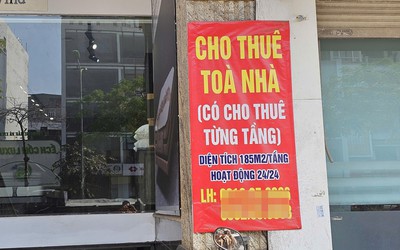 CHO THUÊ
TOÀ NHÀ
(CÓ CHO THUÊ
TỪNG TẦNG)
DIỆN TÍCH 185M2/TẦNG
HOẠT ĐỘNG 24/24
LH: